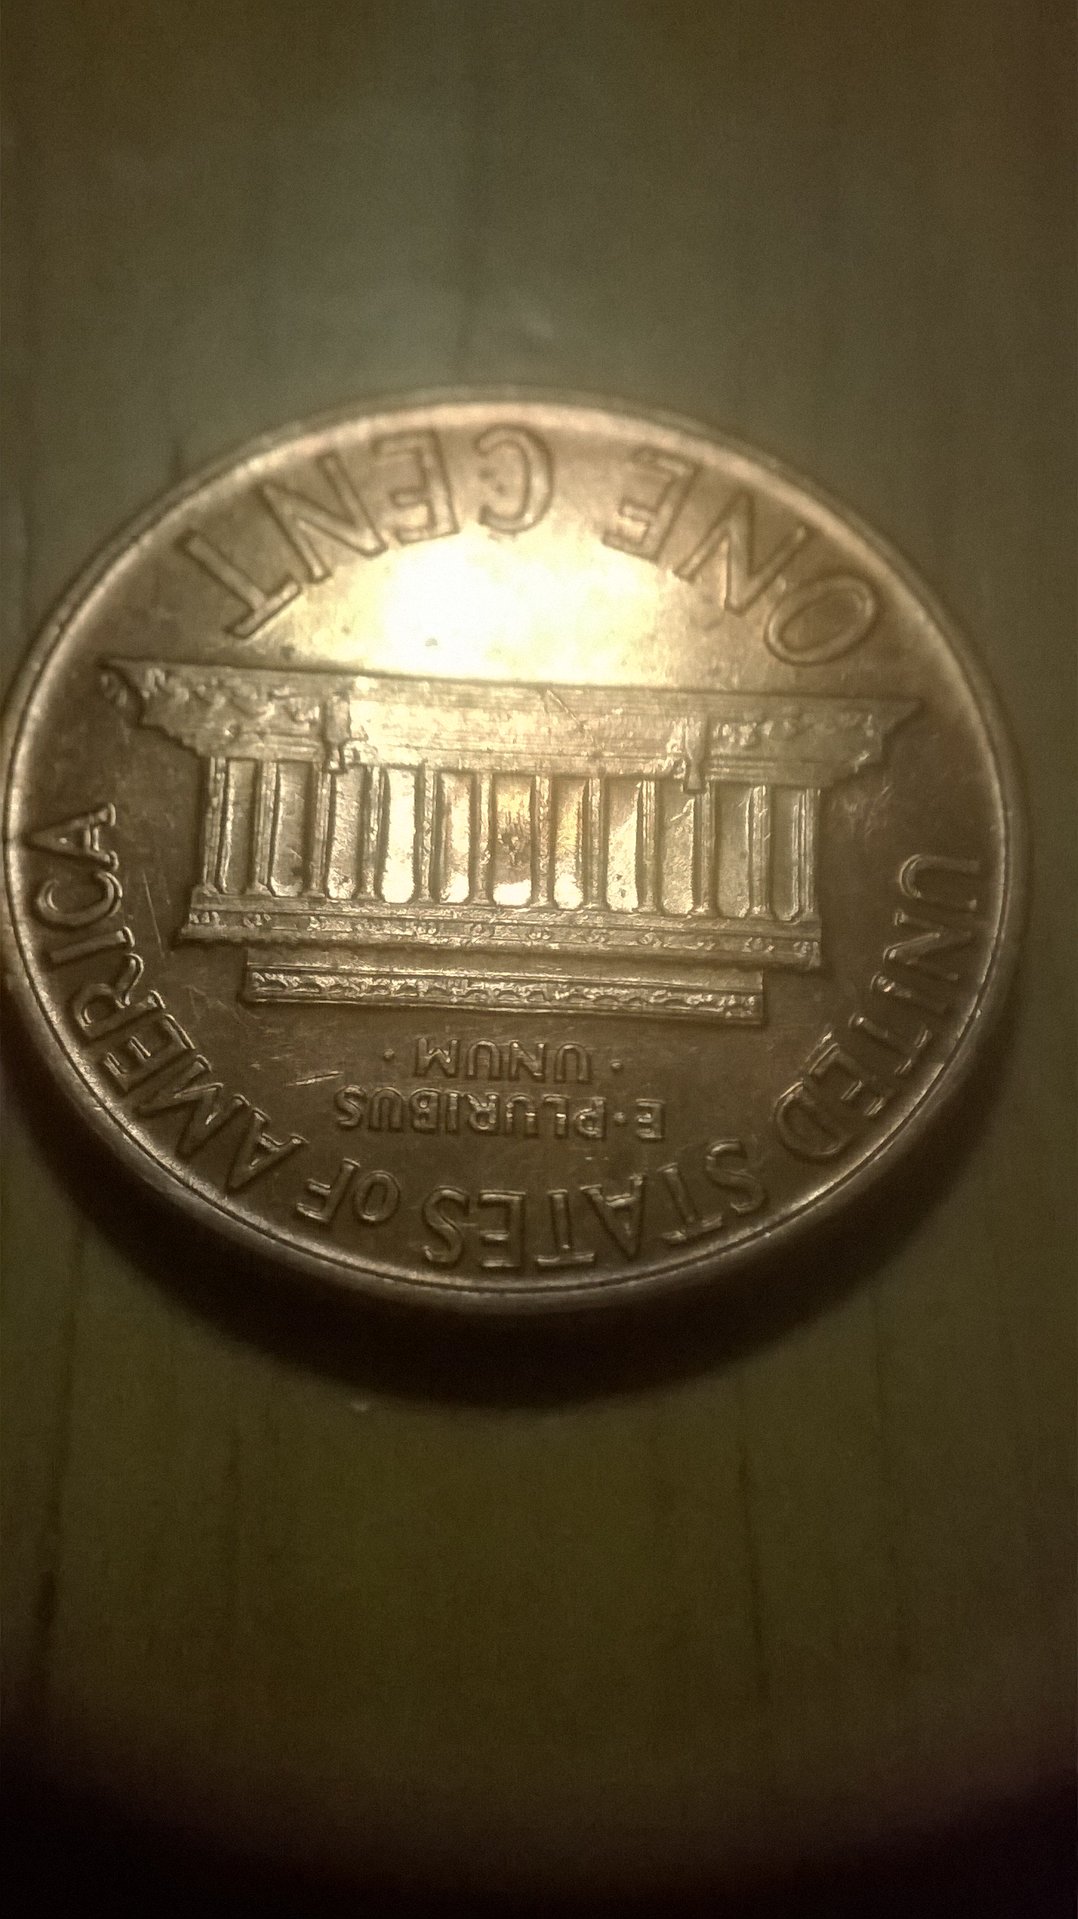 UNITED STATES OF AMERICA
E·PLURIBUS
·UNUM·
ONE CENT